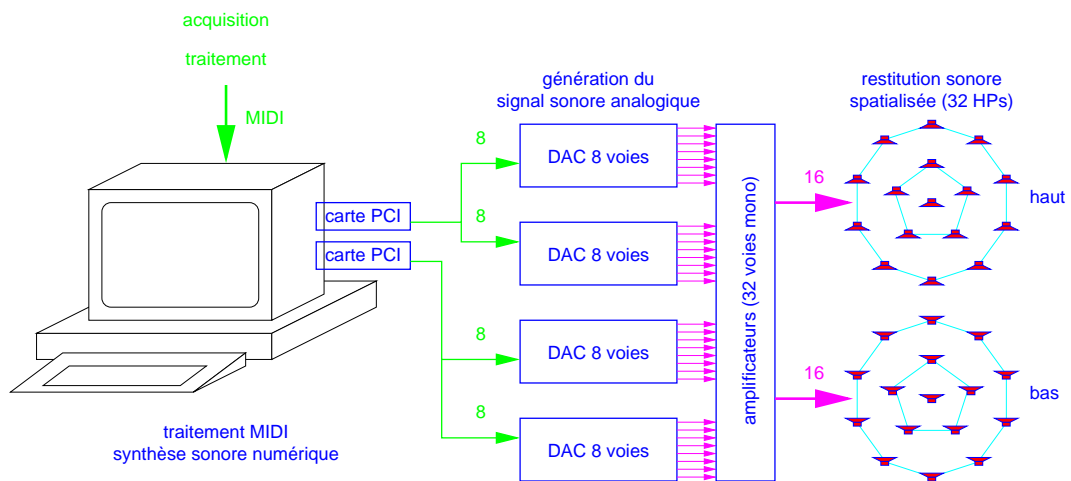 acquisition
traitement
MIDI
carte PCI
carte PCI
traitement MIDI
synthèse sonore numérique
8
8
8
8
génération du
signal sonore analogique
DAC 8 voies
DAC 8 voies
DAC 8 voies
DAC 8 voies
amplificateurs (32 voies mono)
16
16
restitution sonore
spatialisée (32 HPs)
haut
bas